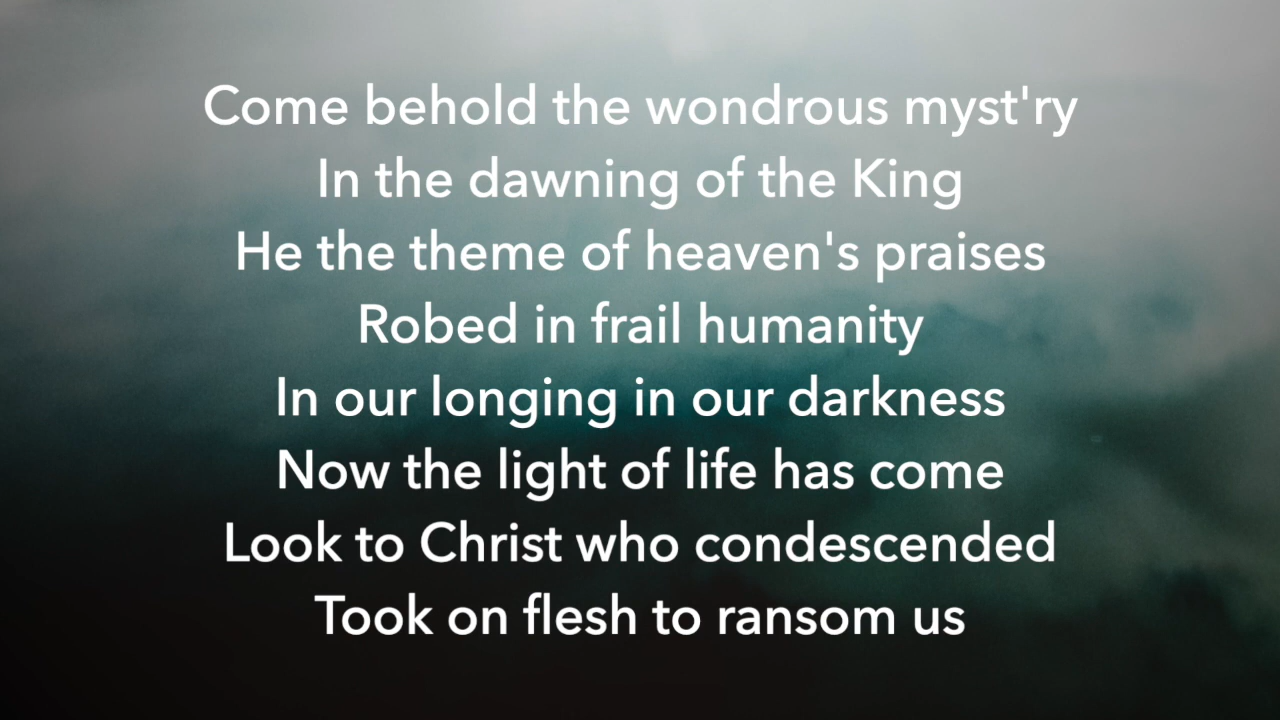 Come behold the wondrous myst'ry
In the dawning of the King
He the theme of heaven's praises
Robed in frail humanity
In our longing in our darkness
Now the light of life has come
Look to Christ who condescended
Took on flesh to ransom us